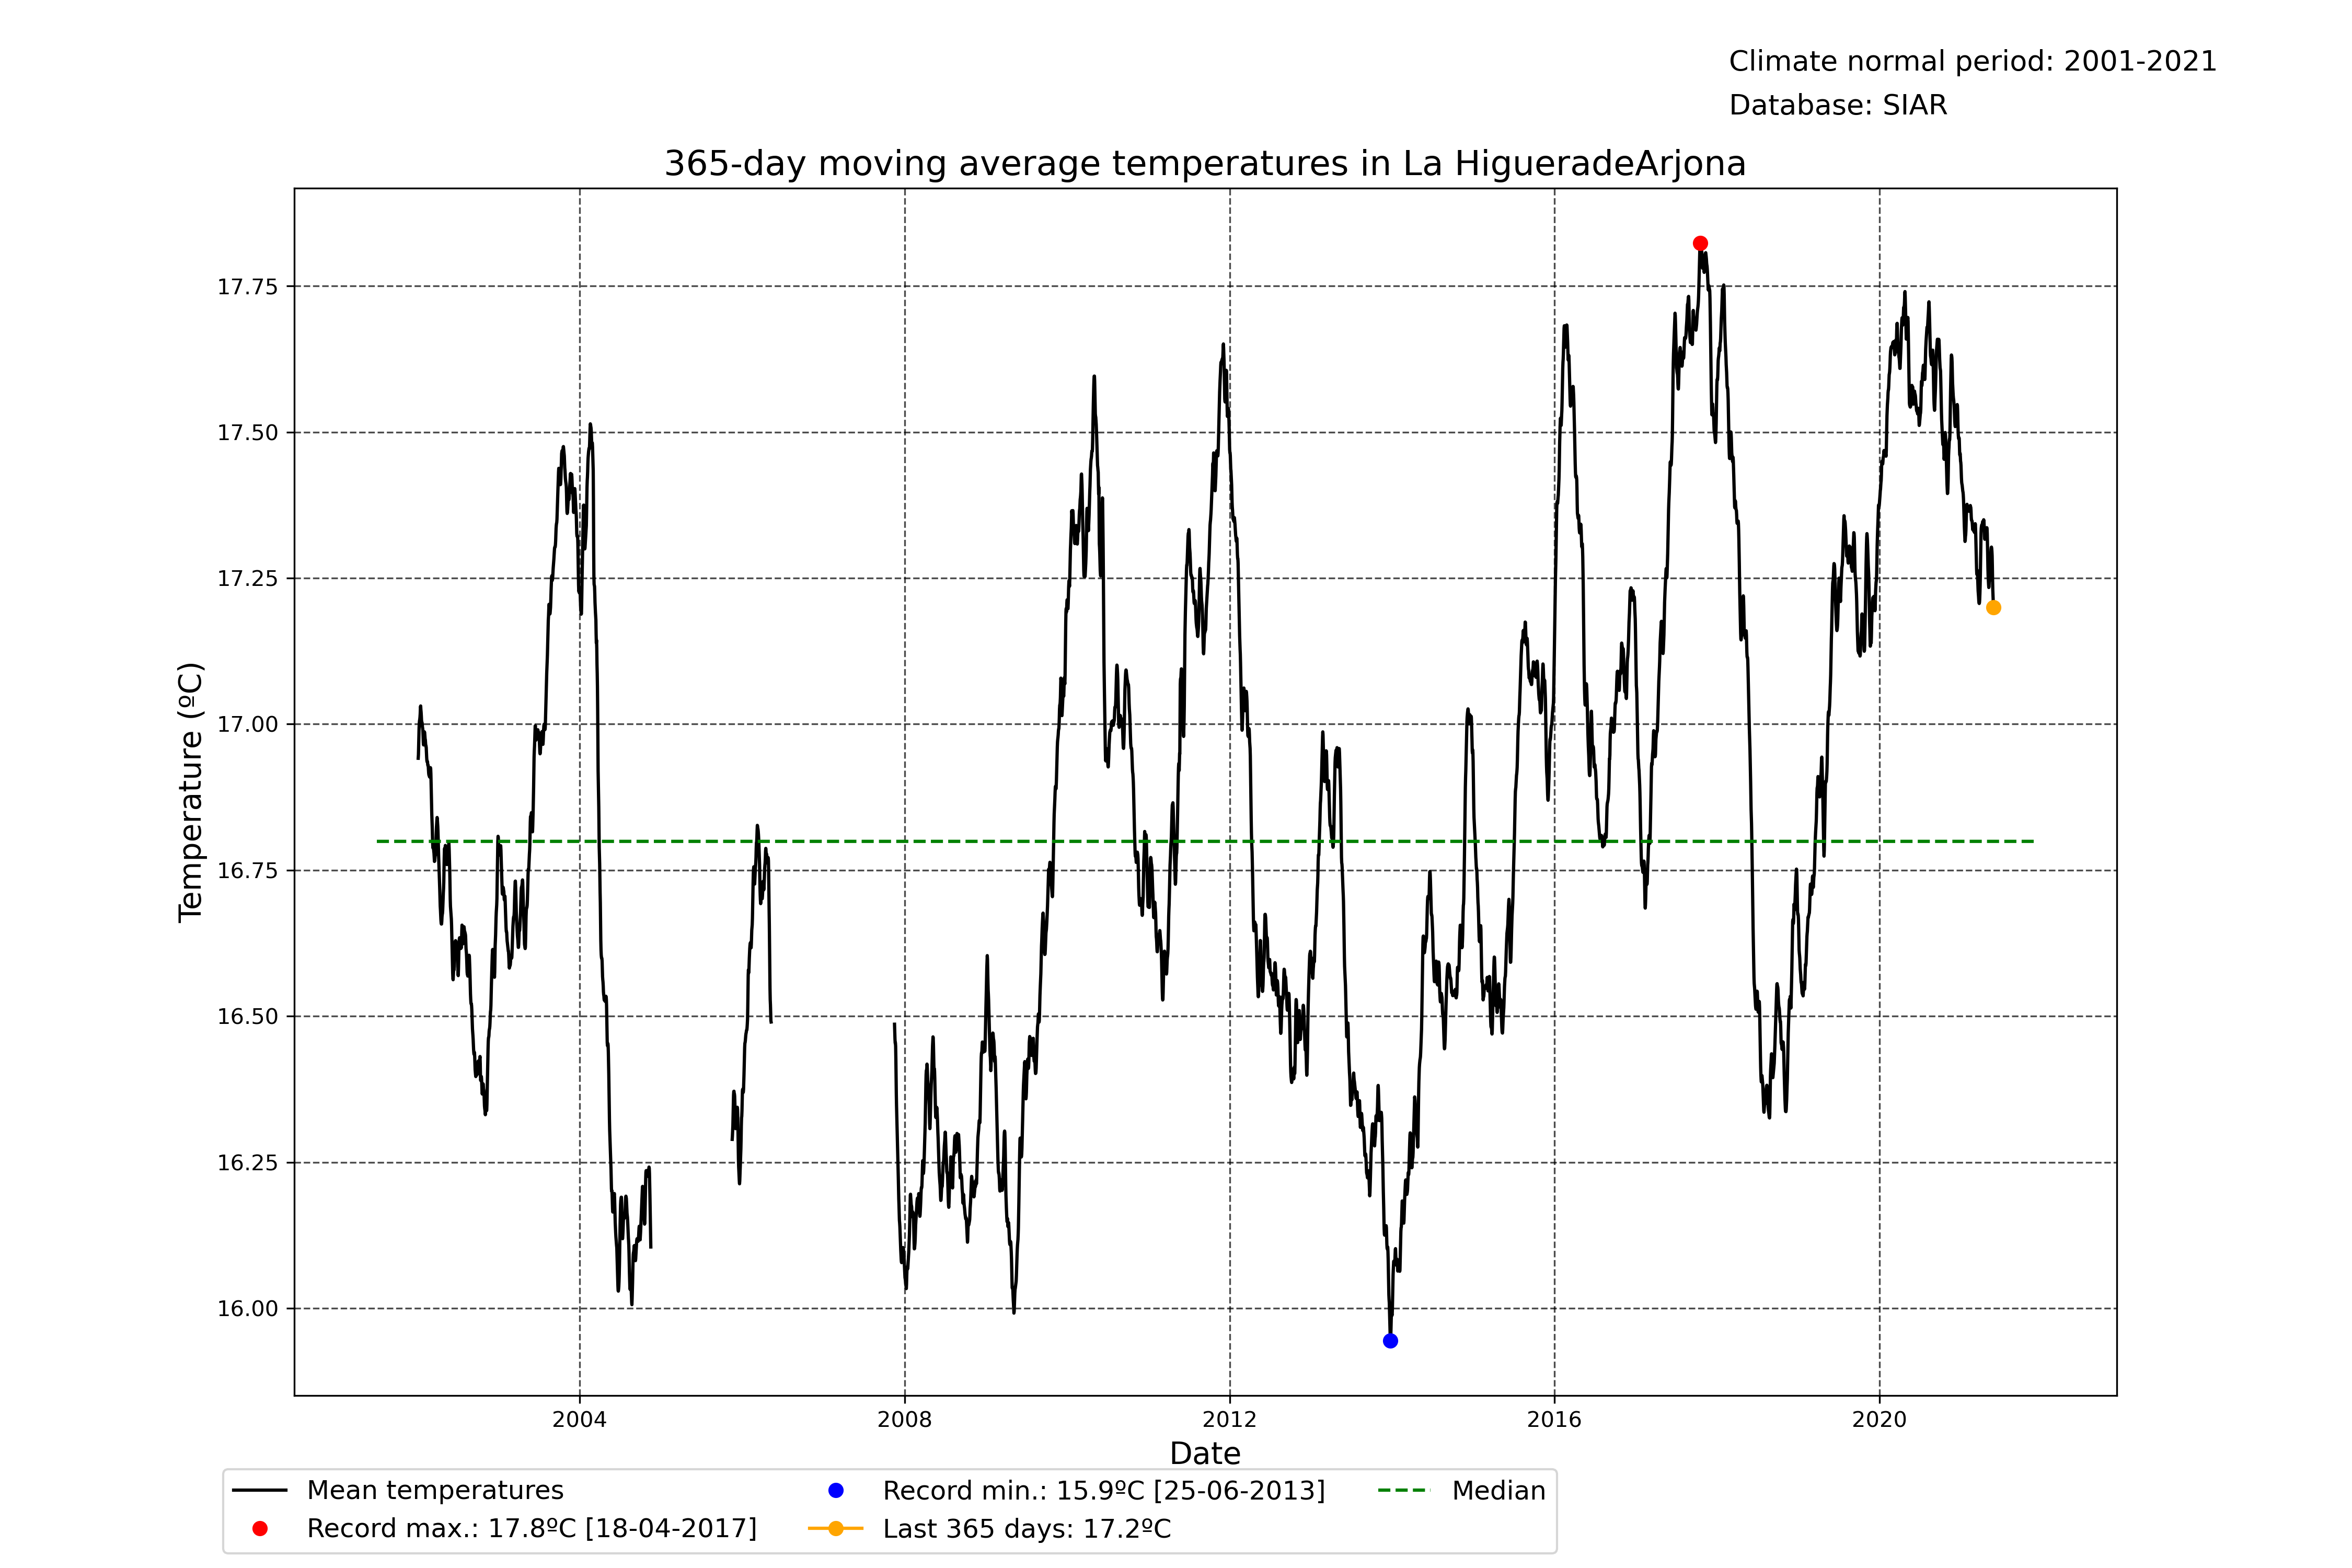 Climate normal period: 2001-2021
Database: SIAR
365-day moving average temperatures in La HigueradeArjona
Temperature (ºC)
17.75
17.50
17.25
17.00
16.75
16.50
16.25
16.00
2004 2008 2012 2016 2020
Date
Mean temperatures Record min.: 15.9ºC [25-06-2013] Median
Record max.: 17.8ºC [18-04-2017] Last 365 days: 17.2ºC